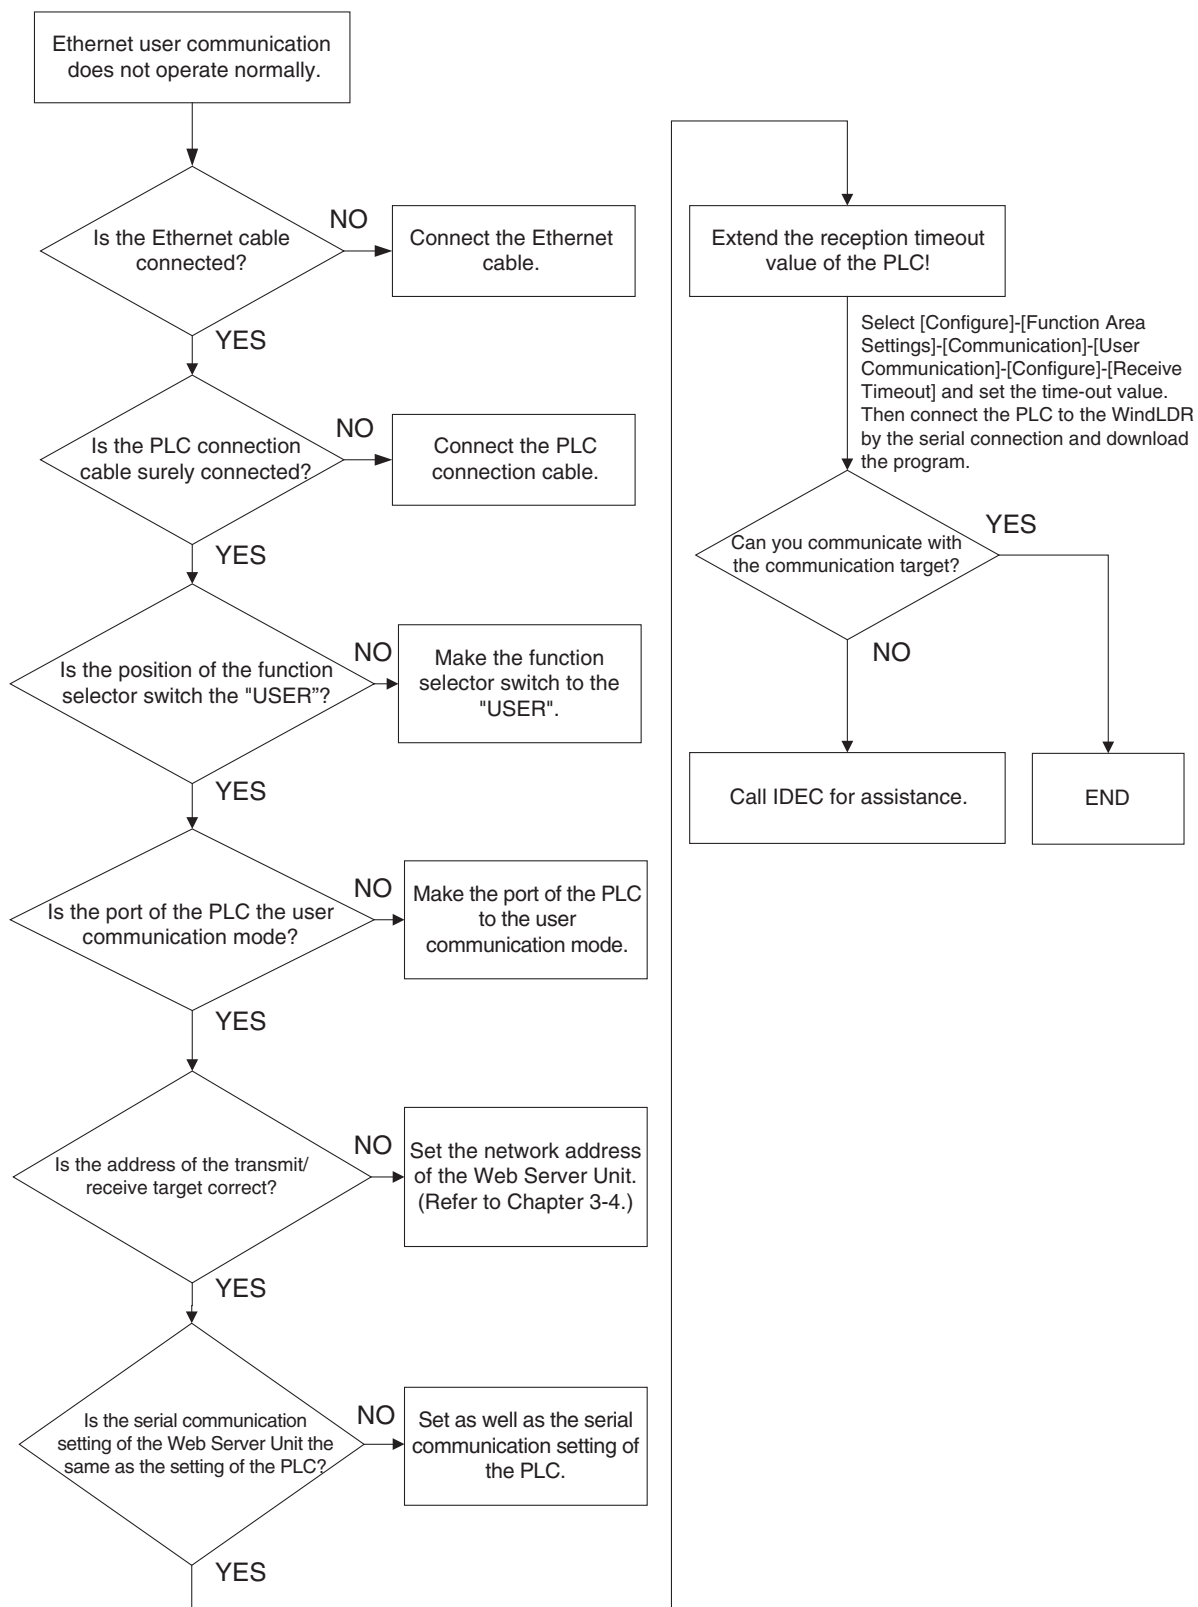 Ethernet user communication
does not operate normally.
Is the Ethernet cable
connected?
NO
Connect the Ethernet
cable.
YES
Is the PLC connection
cable surely connected?
NO
Connect the PLC
connection cable.
YES
Is the position of the function
selector switch the "USER”?
NO
Make the function
selector switch to the
"USER".
YES
Is the port of the PLC the user
communication mode?
NO
Make the port of the PLC
to the user
communication mode.
YES
Is the address of the transmit/
receive target correct?
NO
Set the network address
of the Web Server Unit.
(Refer to Chapter 3-4.)
YES
Is the serial communication
setting of the Web Server Unit the
same as the setting of the PLC?
NO
Set as well as the serial
communication setting of
the PLC.
YES
Extend the reception timeout
value of the PLC!
Select [Configure]-[Function Area
Settings]-[Communication]-[User
Communication]-[Configure]-[Receive
Timeout] and set the time-out value.
Then connect the PLC to the WindLDR
by the serial connection and download
the program.
Can you communicate with
the communication target?
YES
NO
Call IDEC for assistance.
END